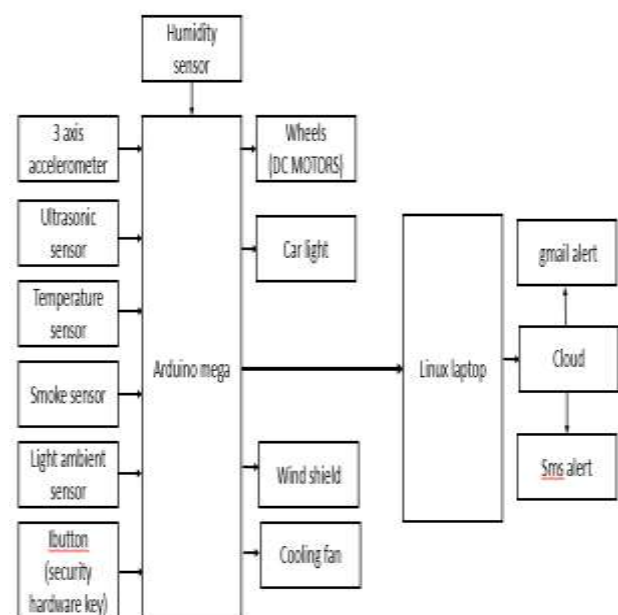 Humidity
sensor
3 axis
accelerometer
Wheels
(DC MOTORS)
Ultrasonic
sensor
Car light
gmail alert
Temperature
sensor
Arduino mega
Linux laptop
Cloud
Smoke sensor
Light ambient
sensor
Wind shield
Sms alert
Ibutton
(security
hardware key)
Cooling fan